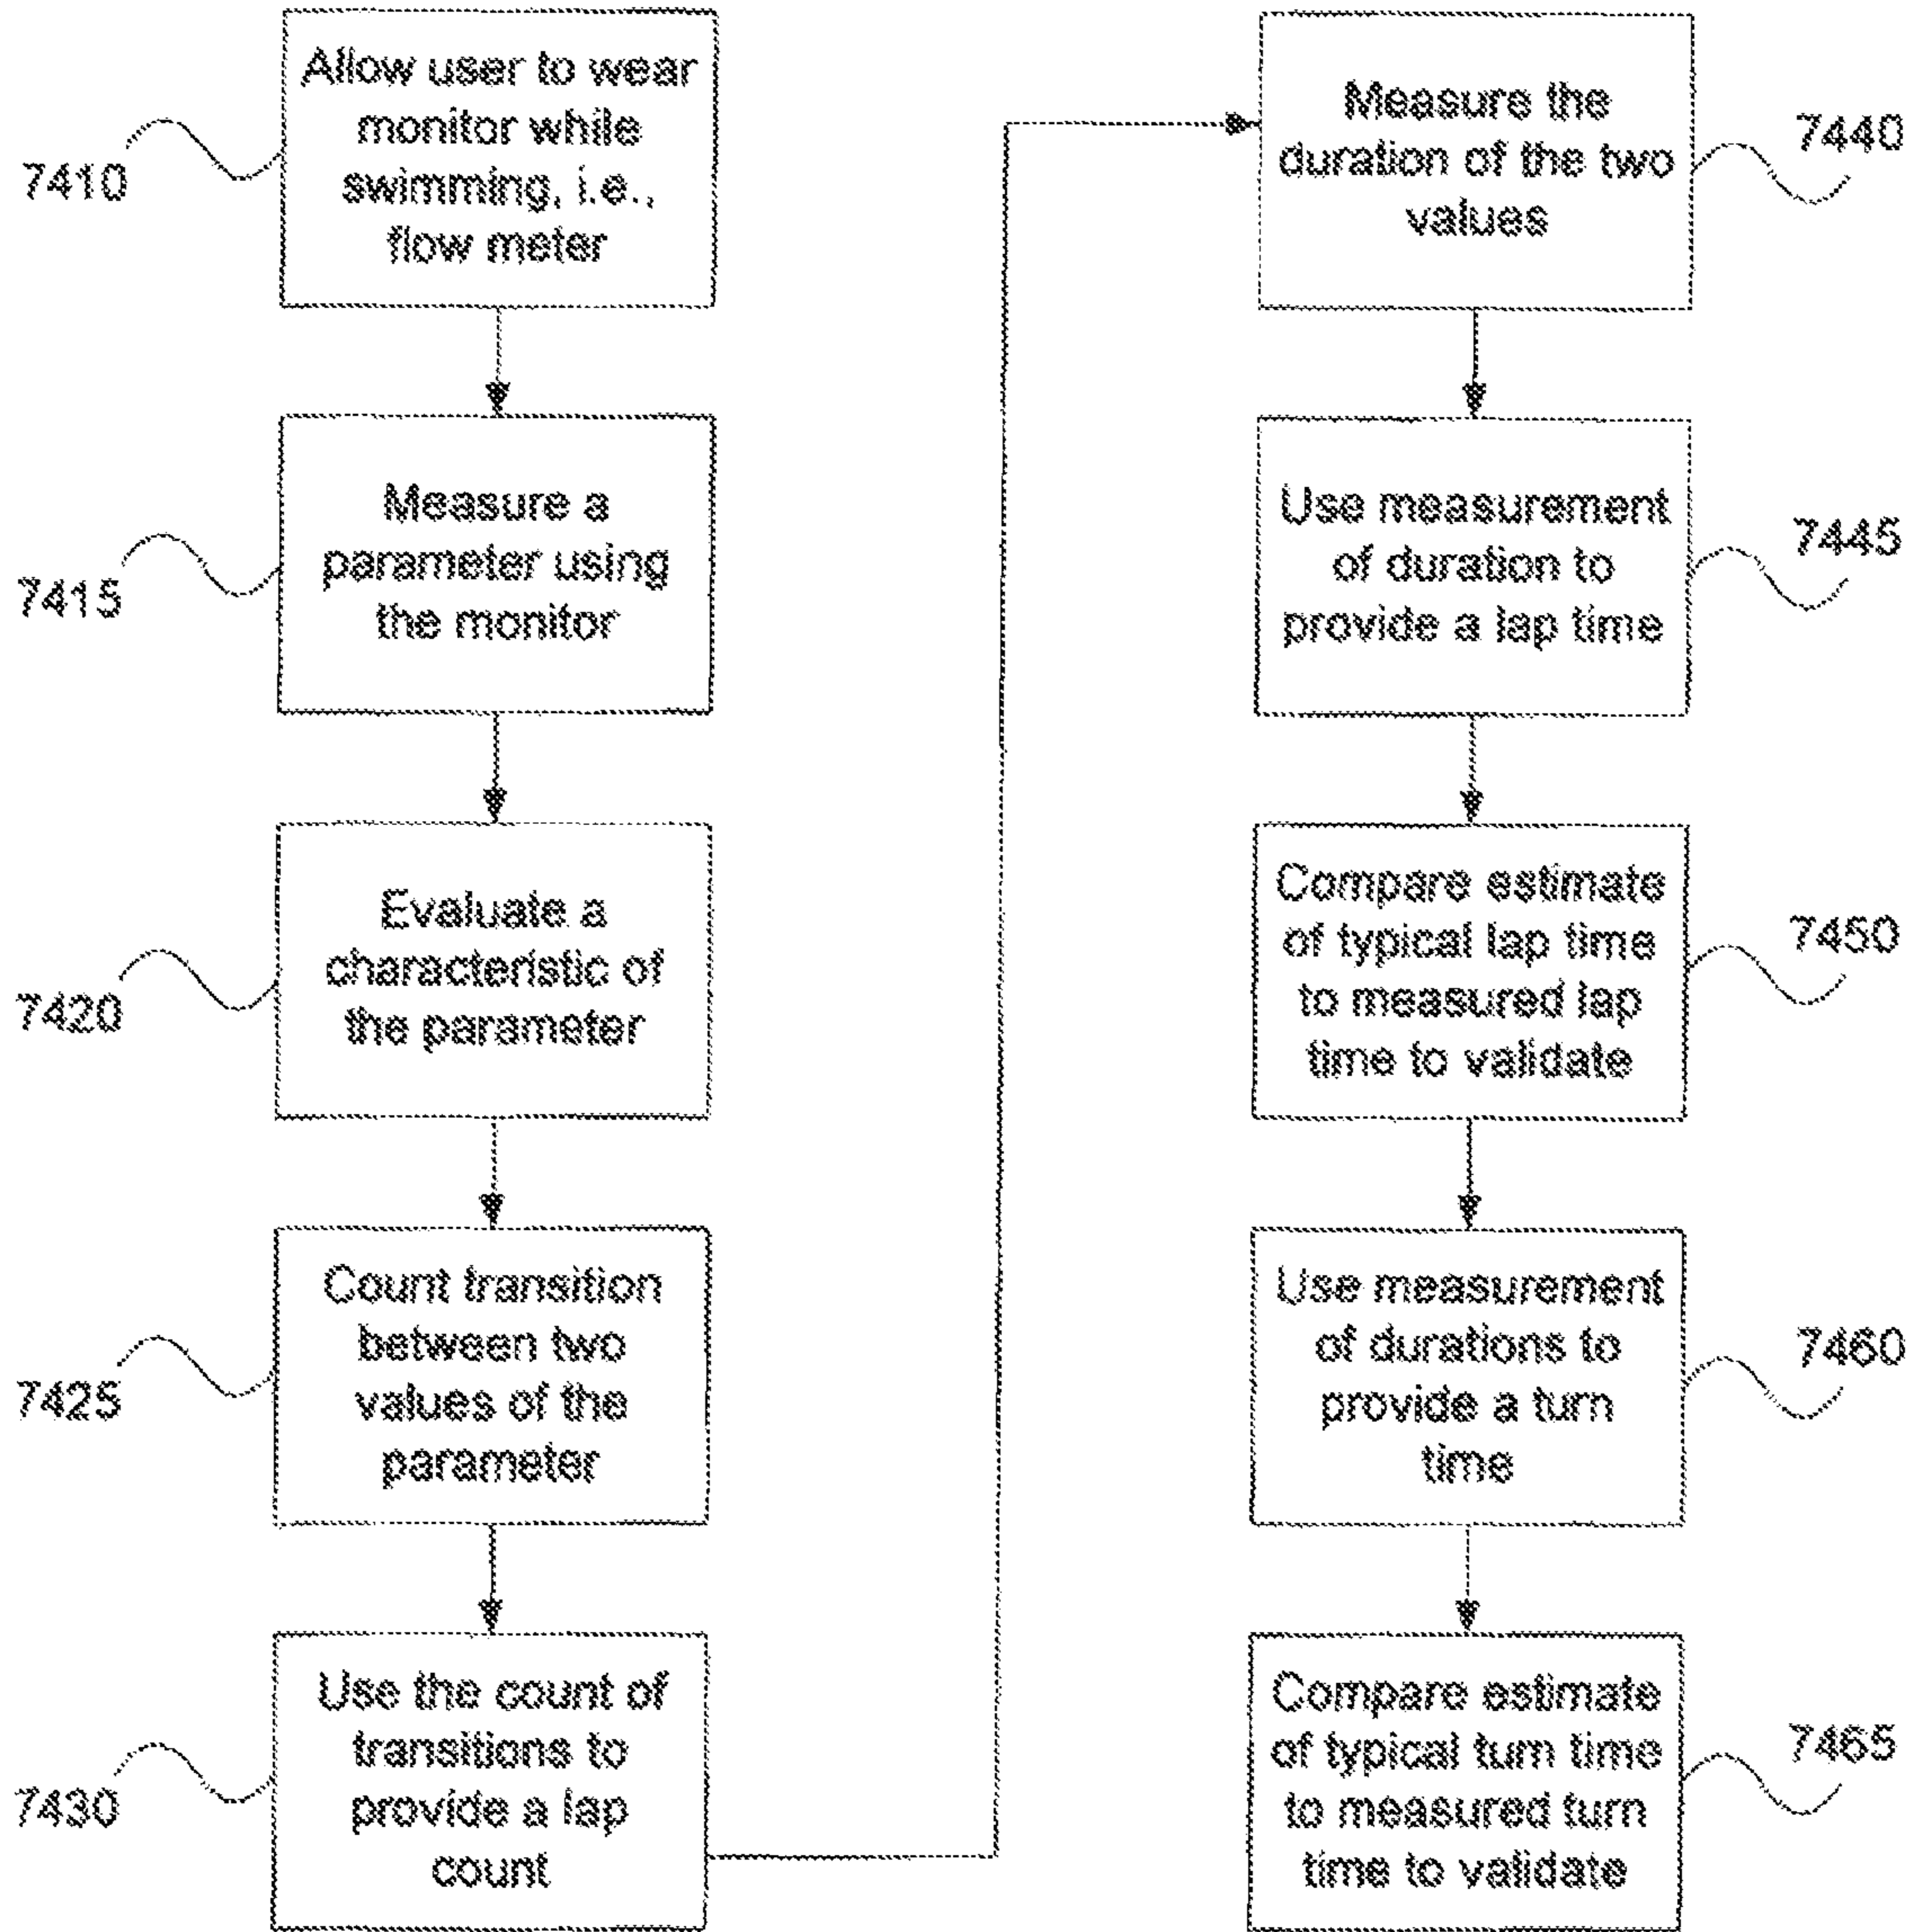 Allow user to wear
monitor while
swimming, i.e.,
flow meter
7410
Measure a
parameter using
the monitor
7415
Evaluate a
characteristic of
the parameter
7420
Count transition
between two
values of the
parameter
7425
Use the count of
transitions to
provide a lap
count
7430
Measure the
duration of the two
values
7440
Use measurement
of duration to
provide a lap time
7445
Compare estimate
of typical lap time
to measured lap
time to validate
7450
Use measurement
of durations to
provide a turn
time
7460
Compare estimate
of typical turn time
to measured turn
time to validate
7465